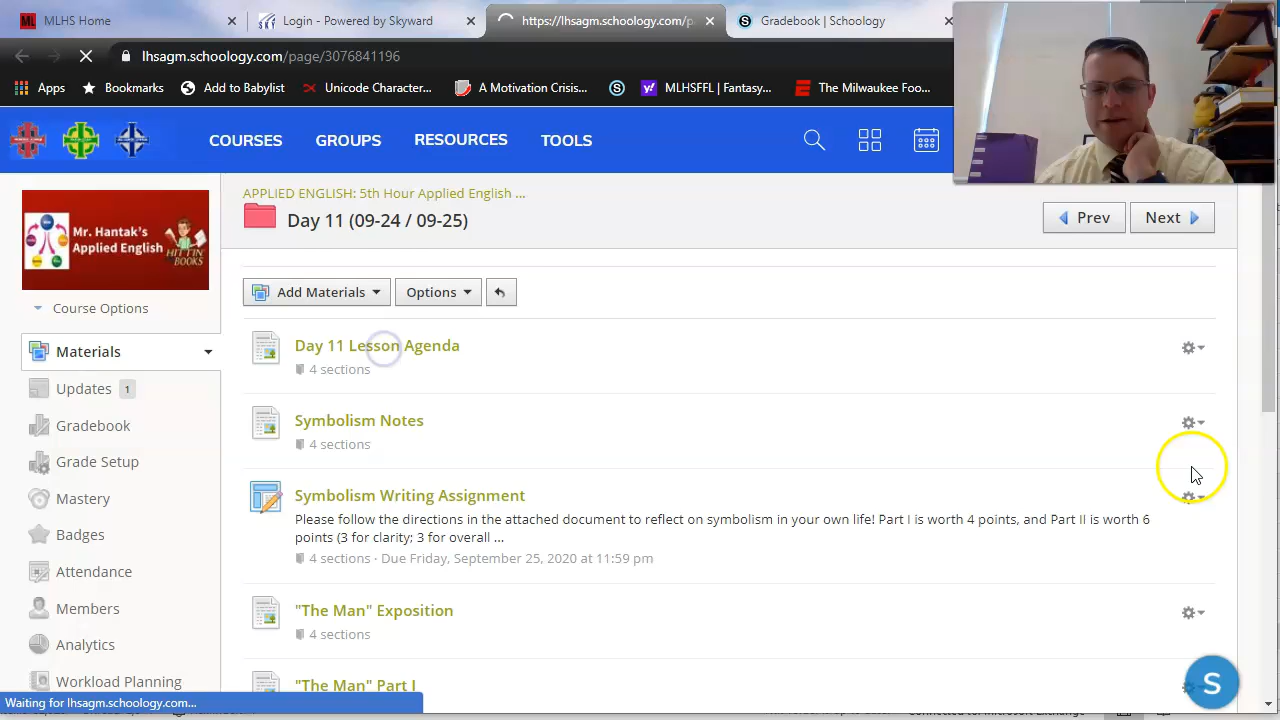 MLHS Home
Login - Powered by Skyward
https://lhsagm.schoology.com/p
Gradebook | Schoology
lhsagm.schoology.com/page/3076841196
Apps
Bookmarks
Add to Babylist
Unicode Character...
A Motivation Crisis...
MLHSFFL | Fantasy...
The Milwaukee Foo...
COURSES
GROUPS
RESOURCES
TOOLS
Mr. Hantak's
Applied English
HITTIN'
BOOKS
Course Options
Materials
Updates 1
Gradebook
Grade Setup
Mastery
Badges
Attendance
Members
Analytics
Workload Planning
APPLIED ENGLISH: 5th Hour Applied English ...
Day 11 (09-24 / 09-25)
Prev
Next
Add Materials
Options
Day 11 Lesson Agenda
4 sections
Symbolism Notes
4 sections
Symbolism Writing Assignment
Please follow the directions in the attached document to reflect on symbolism in your own life! Part I is worth 4 points, and Part II is worth 6
points (3 for clarity; 3 for overall ...
4 sections · Due Friday, September 25, 2020 at 11:59 pm
"The Man" Exposition
4 sections
"The Man" Part I
S
Waiting for lhsagm.schoology.com...